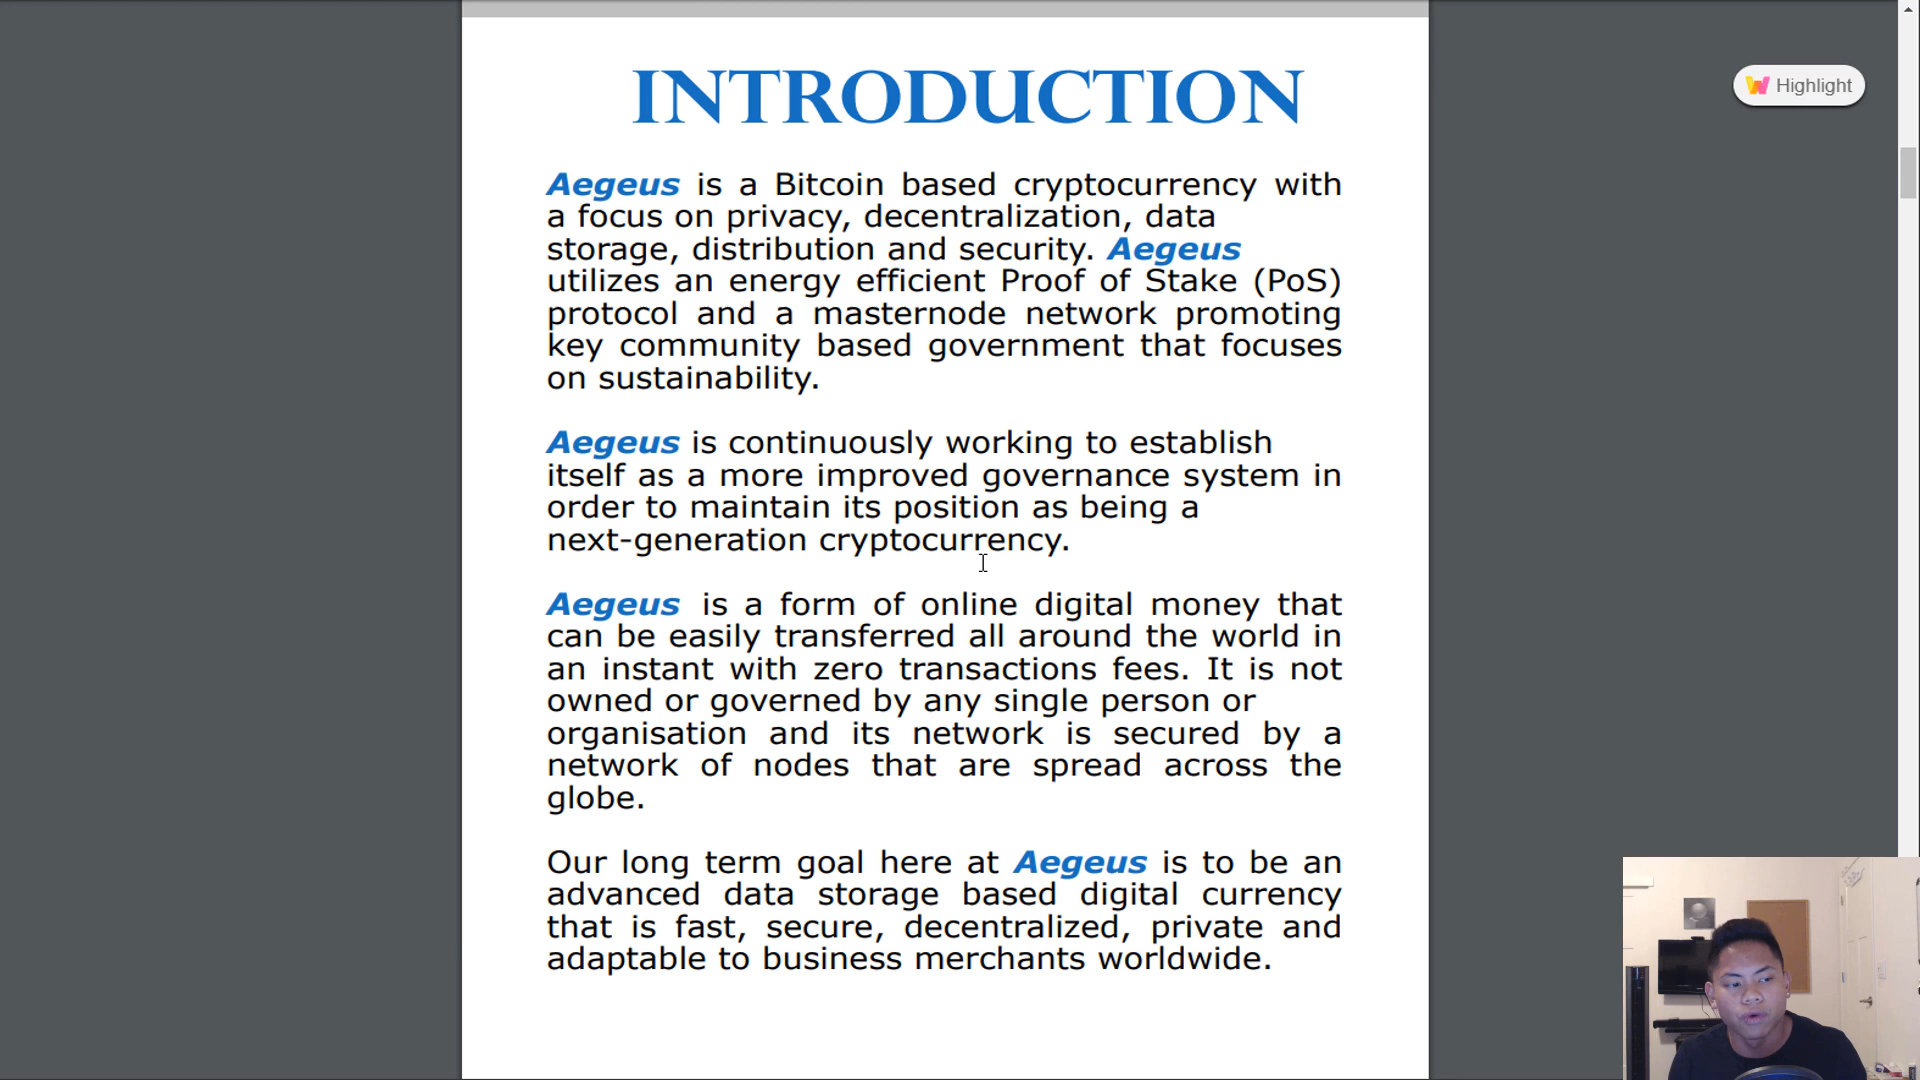 INTRODUCTION
Highlight
Aegeus is a Bitcoin based cryptocurrency with
a focus on privacy, decentralization, data
storage, distribution and security. Aegeus
utilizes an energy efficient Proof of Stake (PoS)
protocol and a masternode network promoting
key community based government that focuses
on sustainability.
Aegeus is continuously working to establish
itself as a more improved governance system in
order to maintain its position as being a
next-generation cryptocurrency.
Aegeus is a form of online digital money that
can be easily transferred all around the world in
an instant with zero transactions fees. It is not
owned or governed by any single person or
organisation and its network is secured by a
network of nodes that are spread across the
globe.
Our long term goal here at Aegeus is to be an
advanced data storage based digital currency
that is fast, secure, decentralized, private and
adaptable to business merchants worldwide.